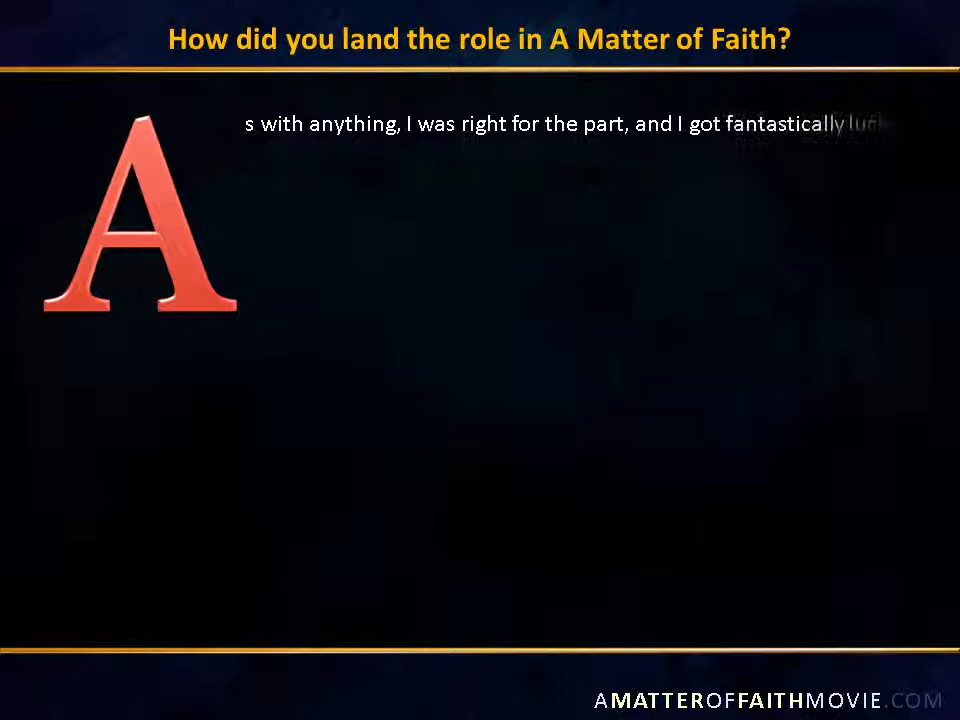 How did you land the role in A Matter of Faith?
As with anything, I was right for the part, and I got fantastically
AMATTEROFFAITHMOVIE.COM